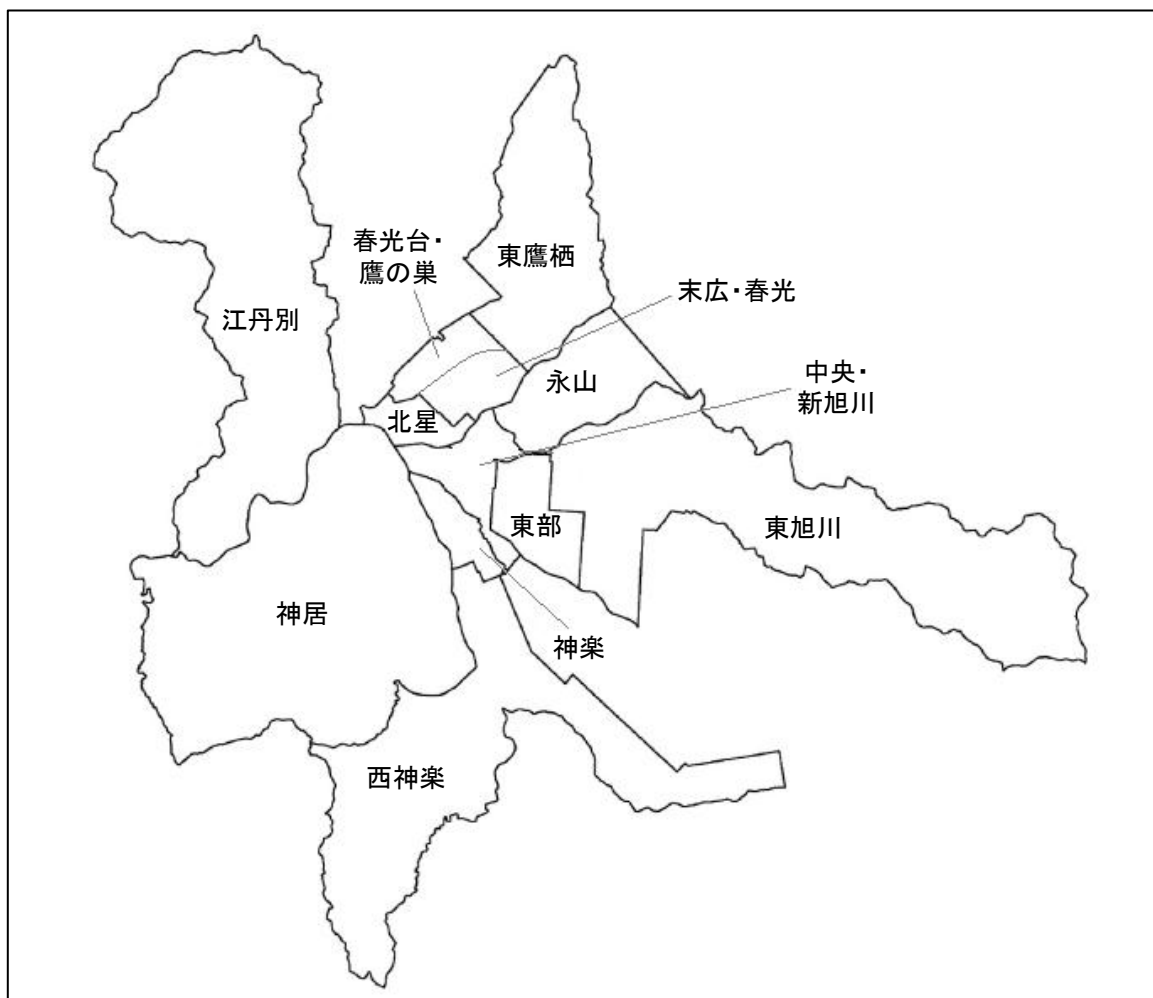 春光台・
鷹の巣
東鷹栖
末広・春光
江丹別
永山
中央・
新旭川
北星
東部
東旭川
神居
神楽
西神楽